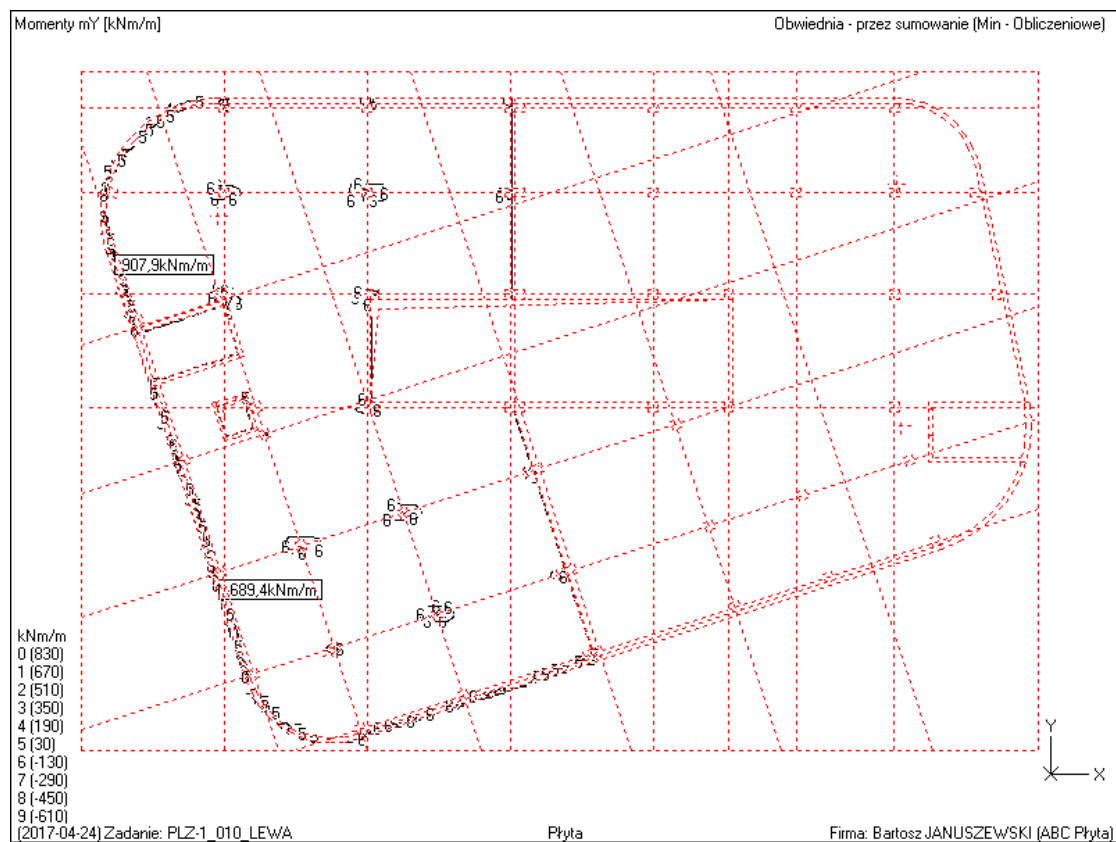 Momenty mY [kNm/m]
Obwiednia - przez sumowanie (Min - Obliczeniowe)
907,9kNm/m
689,4kNm/m
kNm/m
0 (830)
1 (670)
2 (510)
3 (350)
4 (190)
5 (30)
6 (-130)
7 (-290)
8 (-450)
9 (-610)
Y
X
(2017-04-24) Zadanie: PLZ-1_010_LEWA
Płyta
Firma: Bartosz JANUSZEWSKI (ABC Płyta)